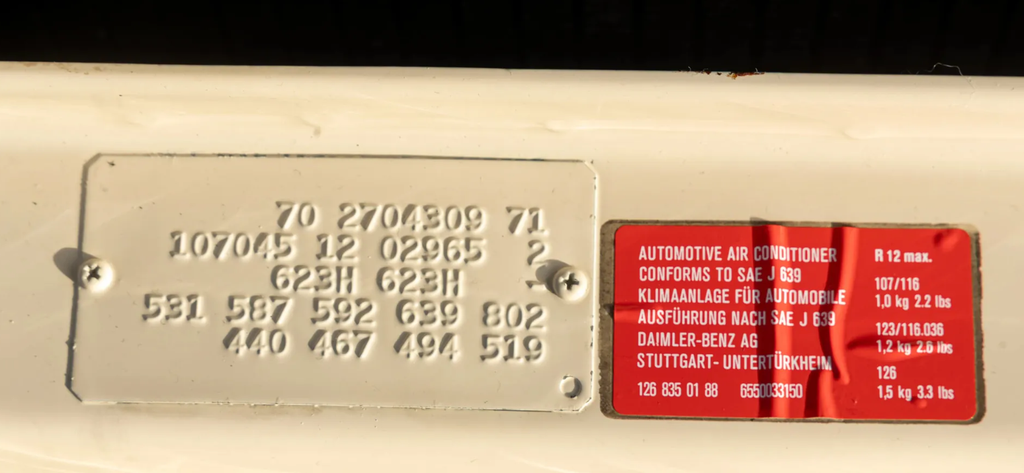 70 2704309 71
107045 12 02965 2
623H 623H
531 587 592 639 802
440 467 494 519
AUTOMOTIVE AIR CONDITIONER
CONFORMS TO SAE J 639
KLIMAANLAGE FÜR AUTOMOBILE
AUSFÜHRUNG NACH SAE J 639
DAIMLER-BENZ AG
STUTTGART- UNTERTÜRKHEIM
126 835 01 88 6550033150
R 12 max.
107/116
1,0 kg 2.2 lbs
123/116.036
1,2 kg 2.6 lbs
126
1,5 kg 3.3 lbs